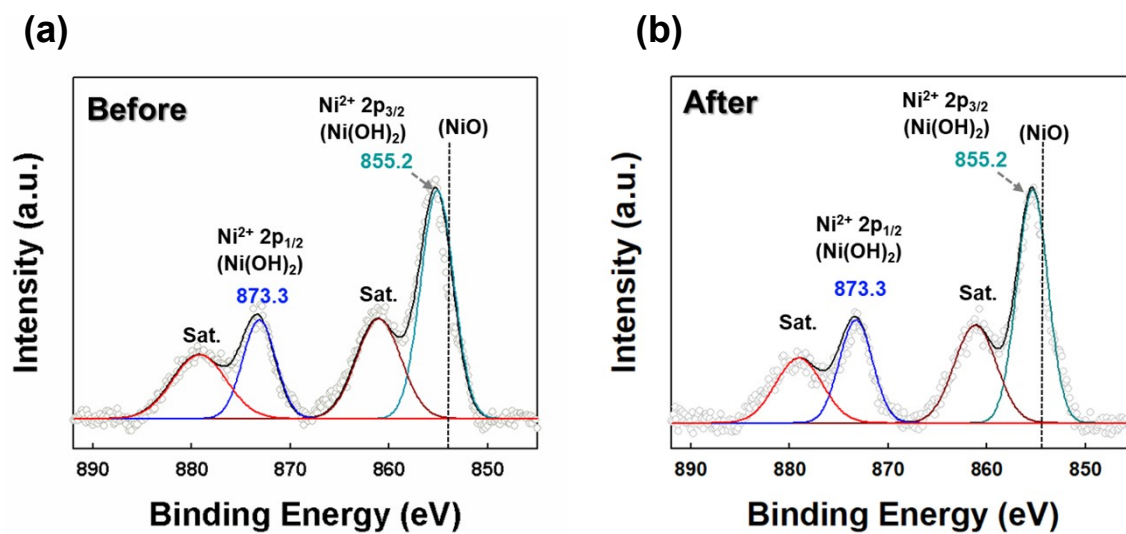 (a)
Before
Ni²⁺ 2p₃/₂
(Ni(OH)₂)
855.2
(NiO)
Ni²⁺ 2p₁/₂
(Ni(OH)₂)
873.3
Sat.
Sat.
Intensity (a.u.)
890
880
870
860
850
Binding Energy (eV)
(b)
After
Ni²⁺ 2p₃/₂
(Ni(OH)₂)
855.2
(NiO)
Ni²⁺ 2p₁/₂
(Ni(OH)₂)
873.3
Sat.
Sat.
Intensity (a.u.)
890
880
870
860
850
Binding Energy (eV)